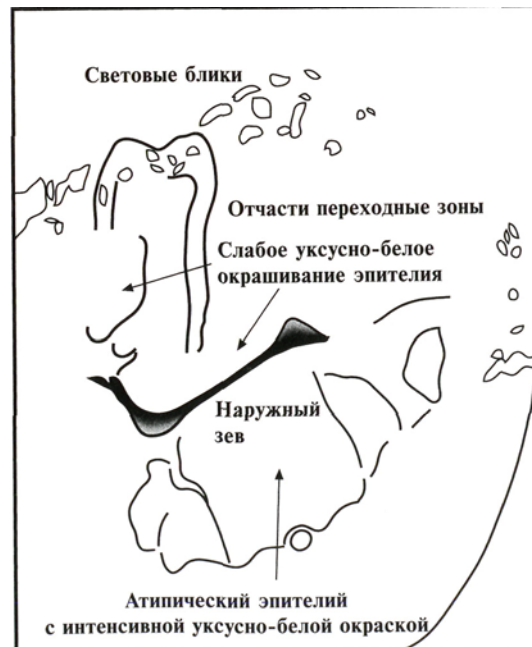 Световые блики
Отчасти переходные зоны
Слабое уксусно-белое
окрашивание эпителия
Наружный
зев
Атипический эпителий
с интенсивной уксусно-белой окраской